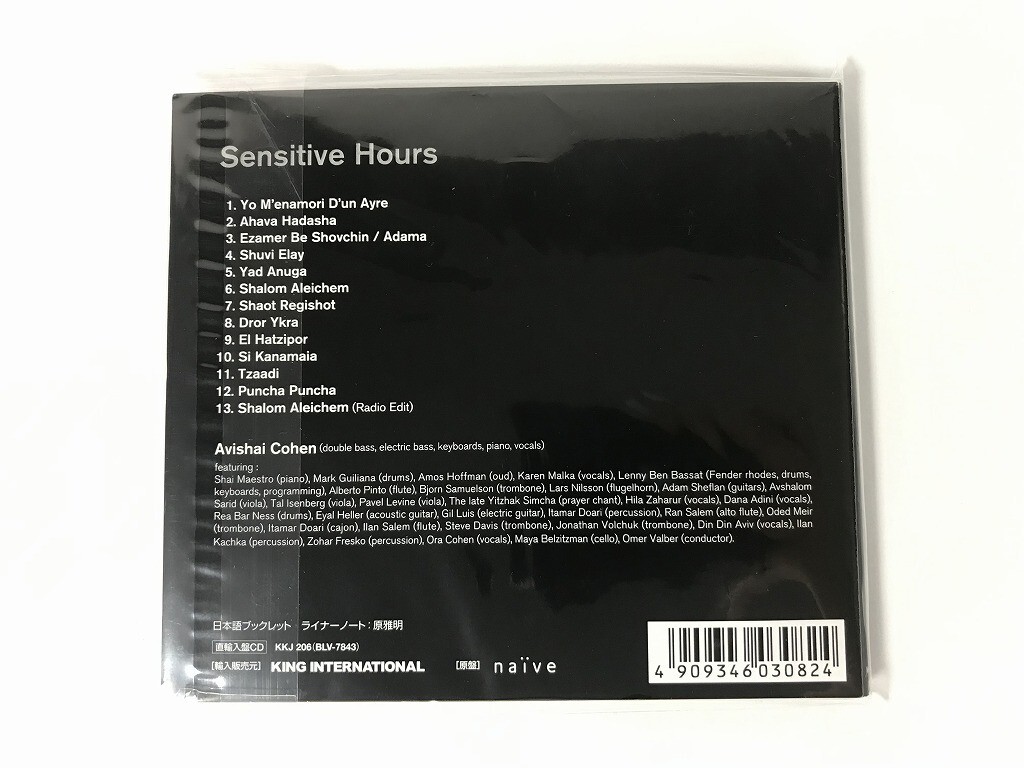 Sensitive Hours
1. Yo M'enamori D'un Ayre
2. Ahava Hadasha
3. Ezamer Be Shovchin / Adama
4. Shuvi Elay
5. Yad Anuga
6. Shalom Aleichem
7. Shaot Regishot
8. Dror Ykra
9. El Hatzipor
10. Si Kanamaia
11. Tzaadi
12. Puncha Puncha
13. Shalom Aleichem (Radio Edit)
Avishai Cohen (double bass, electric bass, keyboards, piano, vocals)
featuring :
Shai Maestro (piano), Mark Guiliana (drums), Amos Hoffman (oud), Karen Malka (vocals), Lenny Ben Bassat (Fender rhodes, drums,
keyboards, programming), Alberto Pinto (flute), Bjorn Samuelson (trombone), Lars Nilsson (flugelhorn), Adam Sheflan (guitars), Avshalom
Sarid (viola), Tal Isenberg (viola), Pavel Levine (viola), The late Yitzhak Simcha (prayer chant), Hila Zaharur (vocals), Dana Adini (vocals),
Rea Bar Ness (drums), Eyal Heller (acoustic guitar), Gil Luis (electric guitar), Itamar Doari (percussion), Ran Salem (alto flute), Oded Meir
(trombone), Itamar Doari (cajon), Ilan Salem (flute), Steve Davis (trombone), Jonathan Volchuk (trombone), Din Din Aviv (vocals), Ilan
Kachka (percussion), Zohar Fresko (percussion), Ora Cohen (vocals), Maya Belzitzman (cello), Omer Valber (conductor).
日本語ブックレット ライナーノート：原雅明
直輸入盤CD KKJ 206 (BLV-7843)
[輸入販売元] KING INTERNATIONAL [原盤] naïve
4 909346 030824